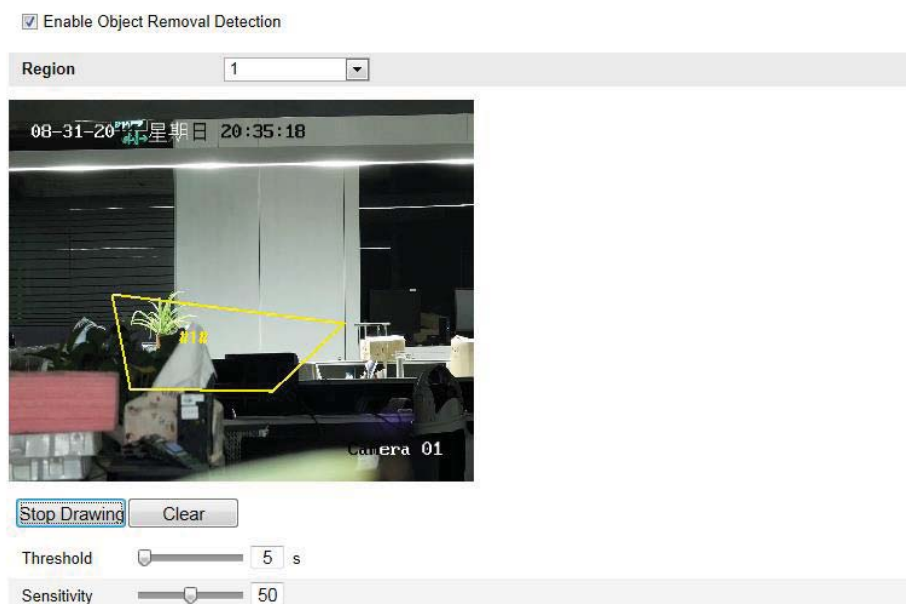 Enable Object Removal Detection
Region 1
08-31-20 星期日 20:35:18
#1#
Camera 01
Stop Drawing Clear
Threshold 5 s
Sensitivity 50